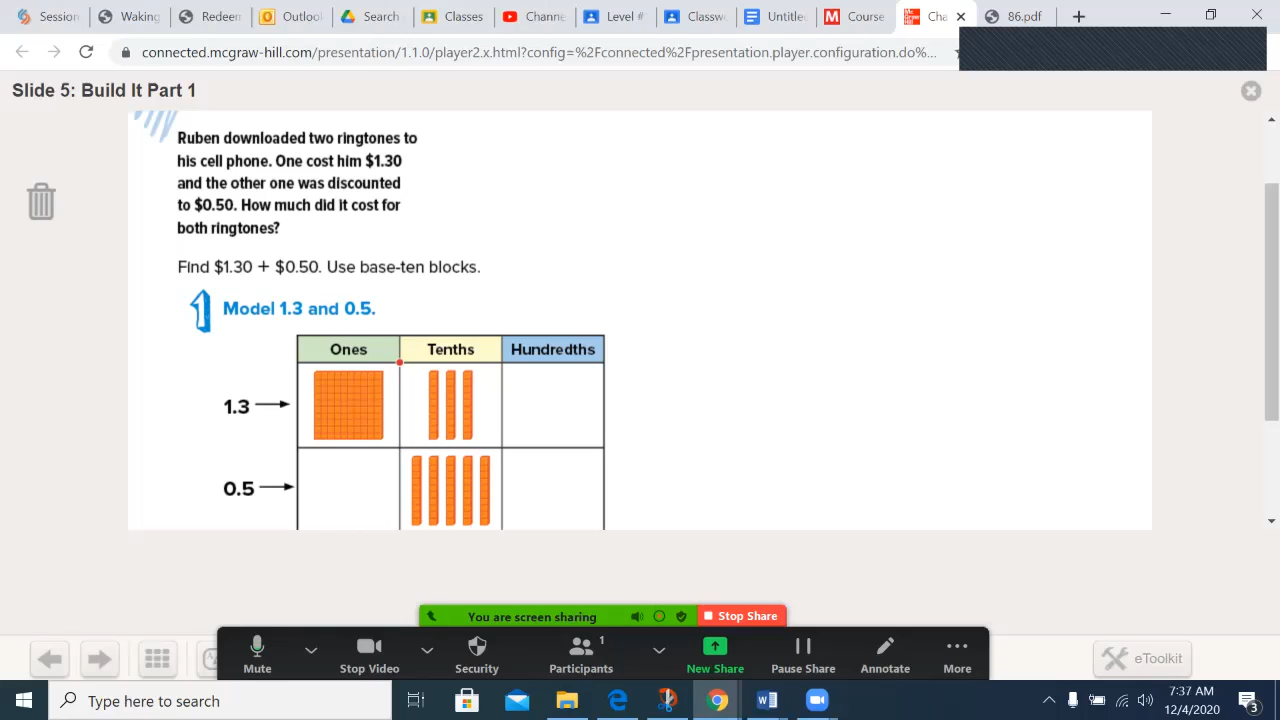 Session
Waking
Remem
Outlook
Search
Classes
Channe
Level
Classwo
Untitle
Course
Cha
86.pdf
connected.mcgraw-hill.com/presentation/1.1.0/player2.x.html?config=%2Fconnected%2Fpresentation.player.configuration.do%...
Slide 5: Build It Part 1
Ruben downloaded two ringtones to
his cell phone. One cost him $1.30
and the other one was discounted
to $0.50. How much did it cost for
both ringtones?
Find $1.30 + $0.50. Use base-ten blocks.
1 Model 1.3 and 0.5.
Ones Tenths Hundredths
1.3
0.5
You are screen sharing Stop Share
1
Mute Stop Video Security Participants New Share Pause Share Annotate More
eToolkit
Type here to search
7:37 AM
12/4/2020
3